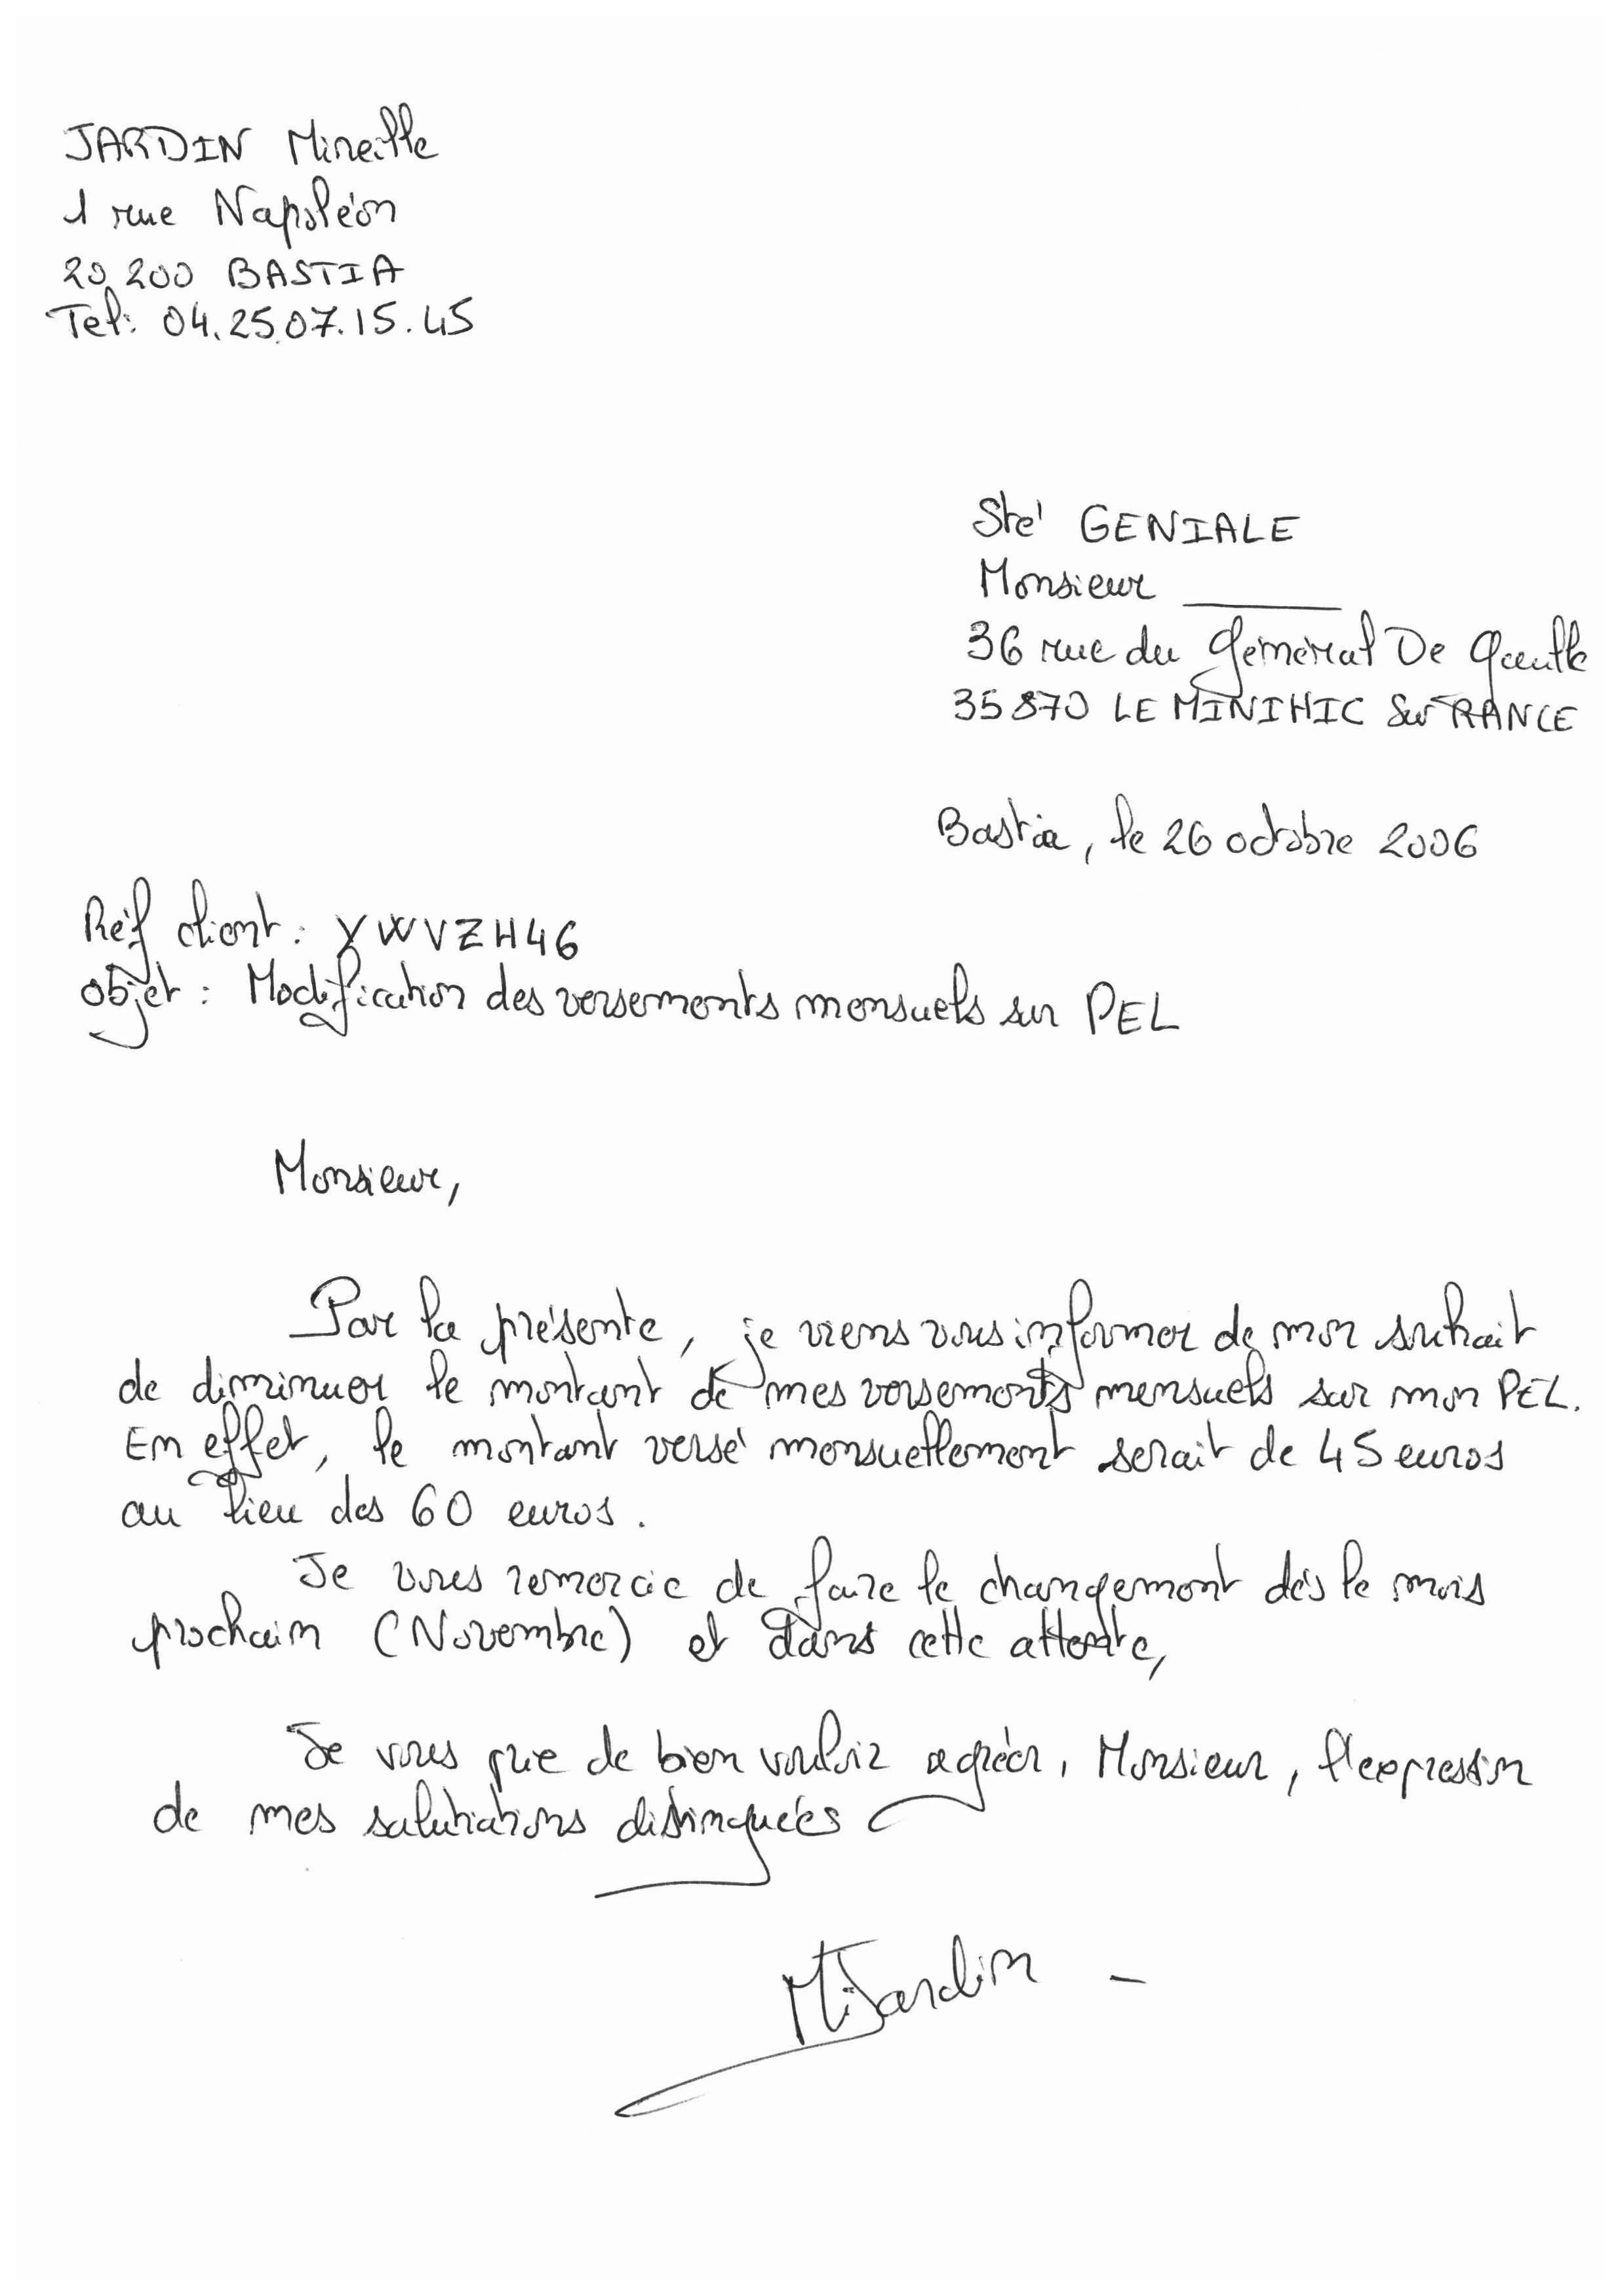 JARDIN Mireille
1 rue Napoléon
20 200 BASTIA
Tel: 04.25.07.15.45
Sté GENIALE
Monsieur ______
36 rue du Général De Gaulle
35870 LE MINIHIC sur RANCE
Bastia, le 26 octobre 2006
Réf client : YWVZH46
objet : Modification des versements mensuels sur PEL
Monsieur,
Par la présente, je viens vous informer de mon souhait
de diminuer le montant de mes versements mensuels sur mon PEL.
En effet, le montant versé mensuellement serait de 45 euros
au lieu des 60 euros.
Je vous remercie de faire le changement dès le mois
prochain (Novembre) et dans cette attente,
Je vous prie de bien vouloir agréer, Monsieur, l'expression
de mes salutations distinguées
M. Jardin -